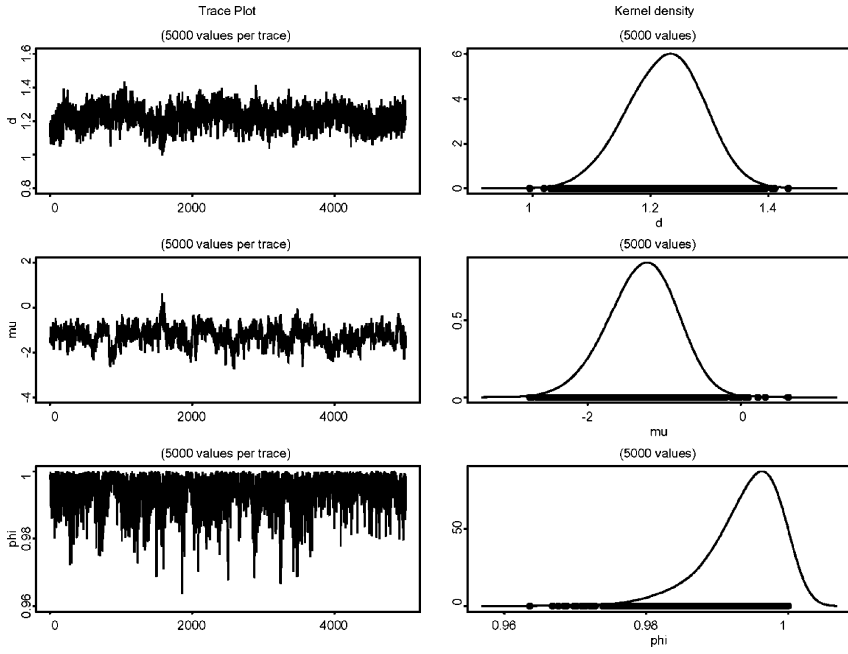 Trace Plot
Kernel density
(5000 values per trace)
(5000 values)
d
0.8 1 1.2 1.4 1.6
0 2000 4000
0 2 4 6
1 1.2 1.4
d
(5000 values per trace)
(5000 values)
mu
-4 -2 0 2
0 2000 4000
0 0.5
-2 0
mu
(5000 values per trace)
(5000 values)
phi
0.96 0.98 1
0 2000 4000
0 50
0.96 0.98 1
phi